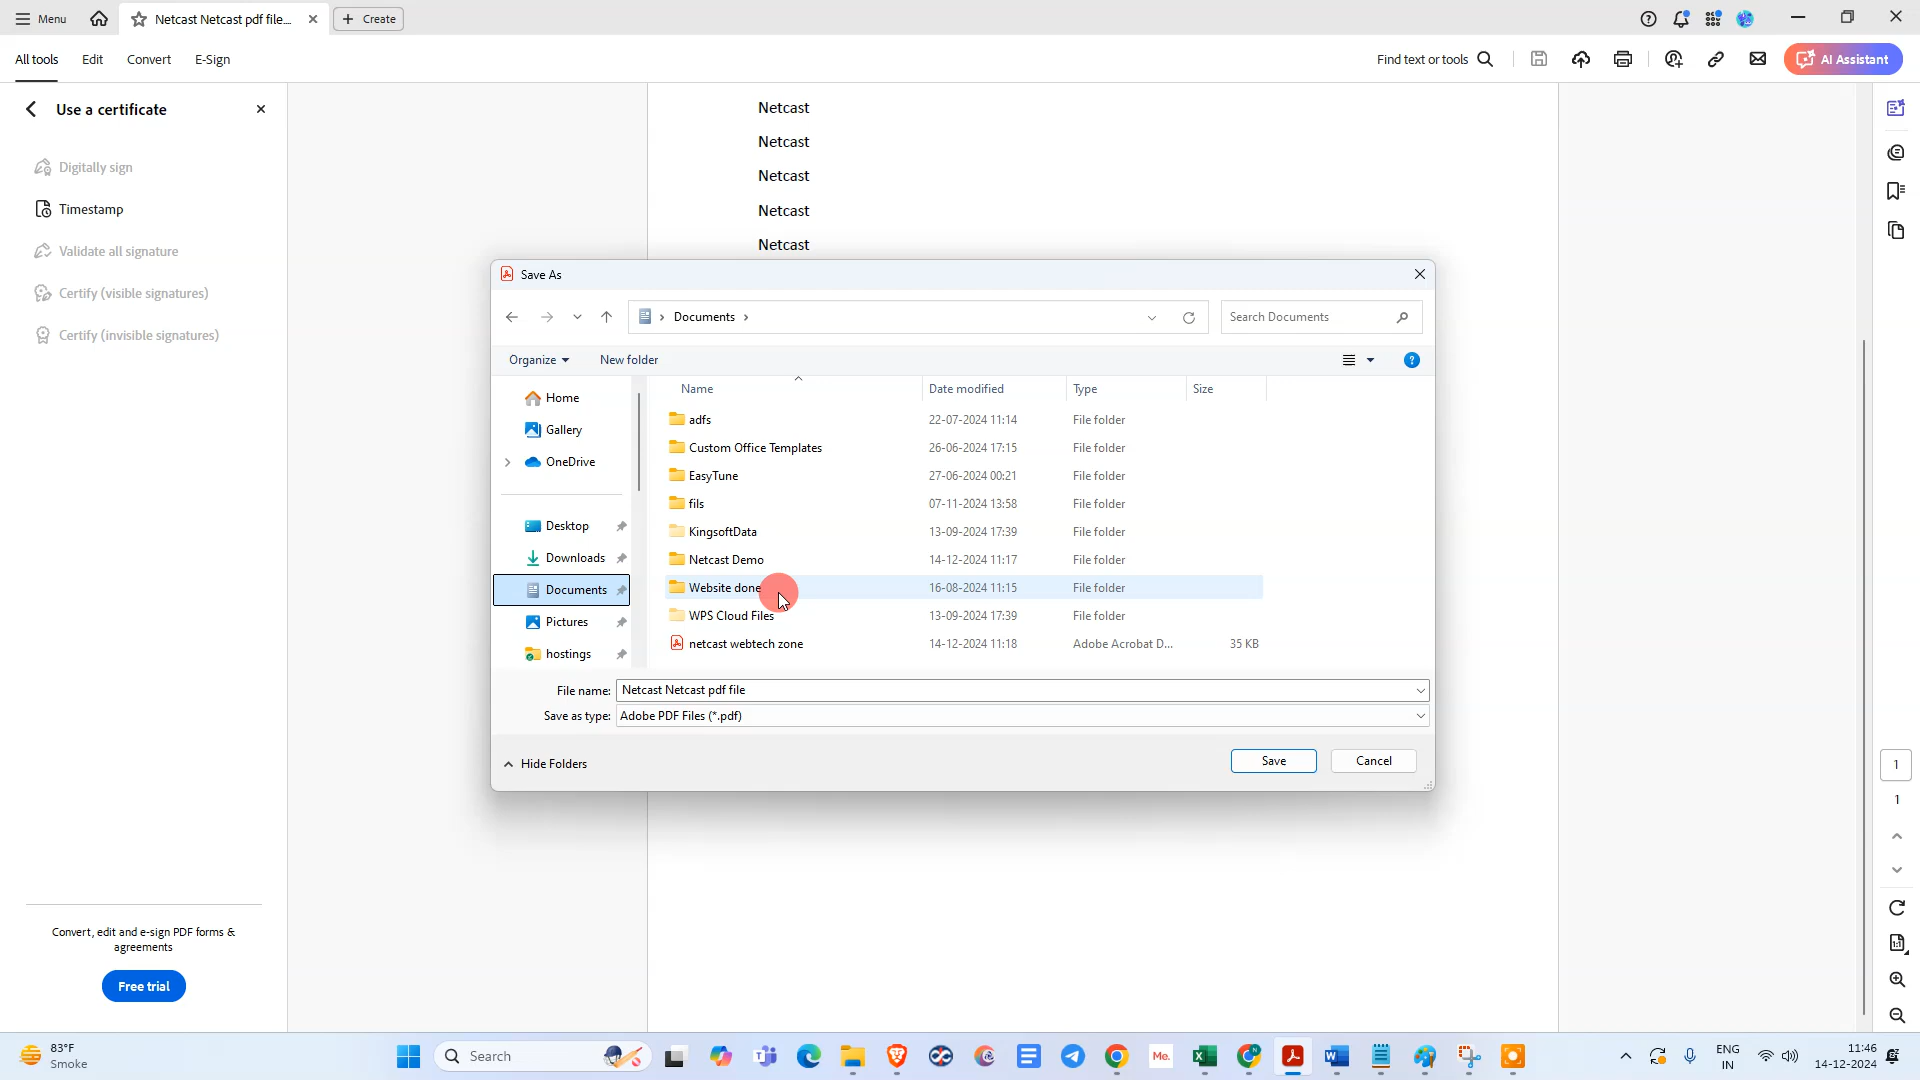 Menu
Netcast Netcast pdf file...
Create
All tools
Edit
Convert
E-Sign
Find text or tools
AI Assistant
Use a certificate
Digitally sign
Timestamp
Validate all signature
Certify (visible signatures)
Certify (invisible signatures)
Convert, edit and e-sign PDF forms &
agreements
Free trial
Netcast
Netcast
Netcast
Netcast
Netcast
Save As
Documents
Search Documents
Organize
New folder
Home
Gallery
OneDrive
Desktop
Downloads
Documents
Pictures
hostings
Name Date modified Type Size
adfs 22-07-2024 11:14 File folder
Custom Office Templates 26-06-2024 17:15 File folder
EasyTune 27-06-2024 00:21 File folder
fils 07-11-2024 13:58 File folder
KingsoftData 13-09-2024 17:39 File folder
Netcast Demo 14-12-2024 11:17 File folder
Website done 16-08-2024 11:15 File folder
WPS Cloud Files 13-09-2024 17:39 File folder
netcast webtech zone 14-12-2024 11:18 Adobe Acrobat D... 35 KB
File name: Netcast Netcast pdf file
Save as type: Adobe PDF Files (*.pdf)
Hide Folders
Save
Cancel
1
1
83°F
Smoke
Search
Me.
ENG
IN
11:46
14-12-2024